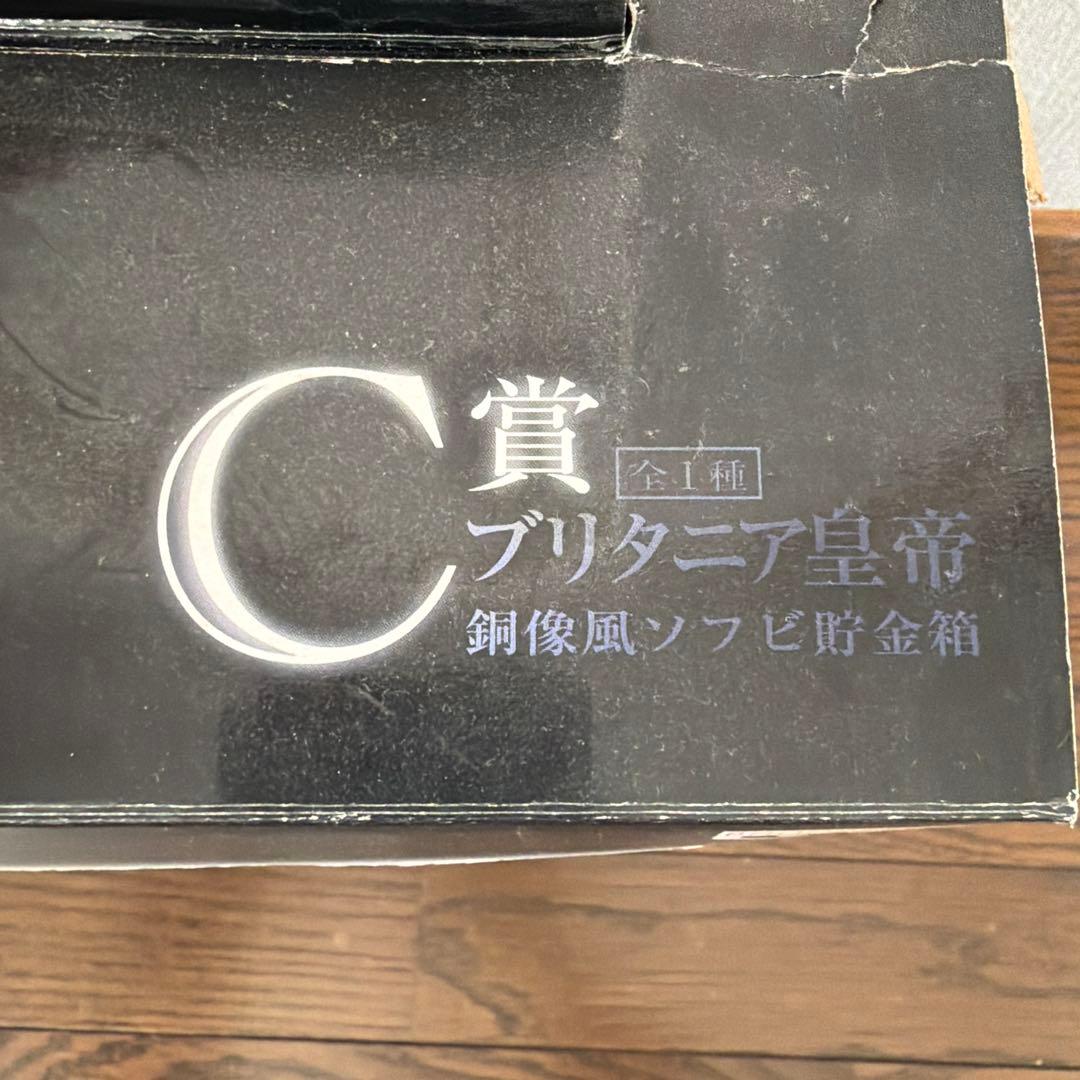 C賞
全1種
ブリタニア皇帝
銅像風ソフビ貯金箱